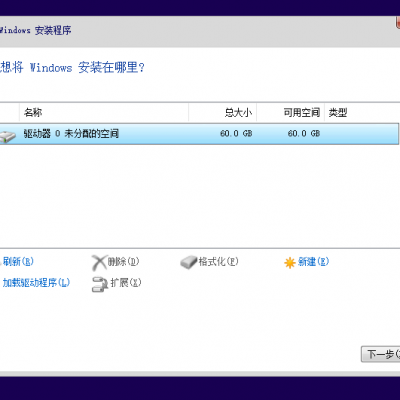 Windows 安装程序
想将 Windows 安装在哪里?
名称 总大小 可用空间 类型
驱动器 0 未分配的空间 60.0 GB 60.0 GB
刷新(R) 删除(D) 格式化(F) 新建(E)
加载驱动程序(L) 扩展(X)
下一步(